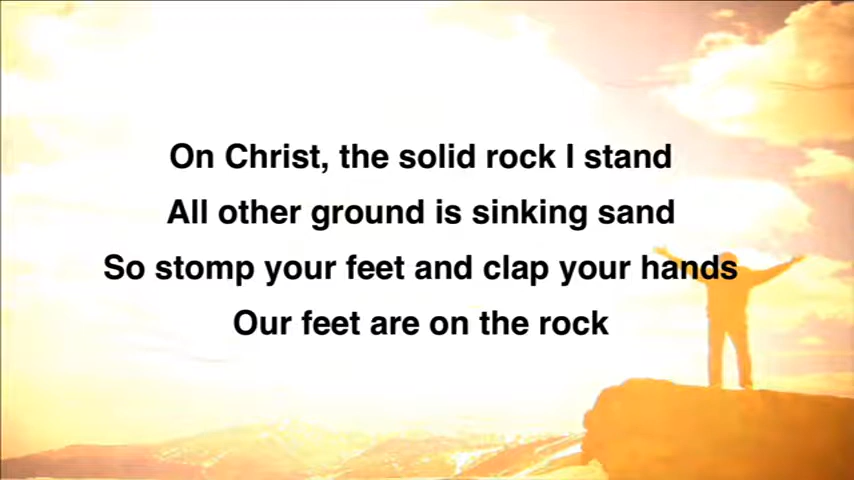 On Christ, the solid rock I stand
All other ground is sinking sand
So stomp your feet and clap your hands
Our feet are on the rock